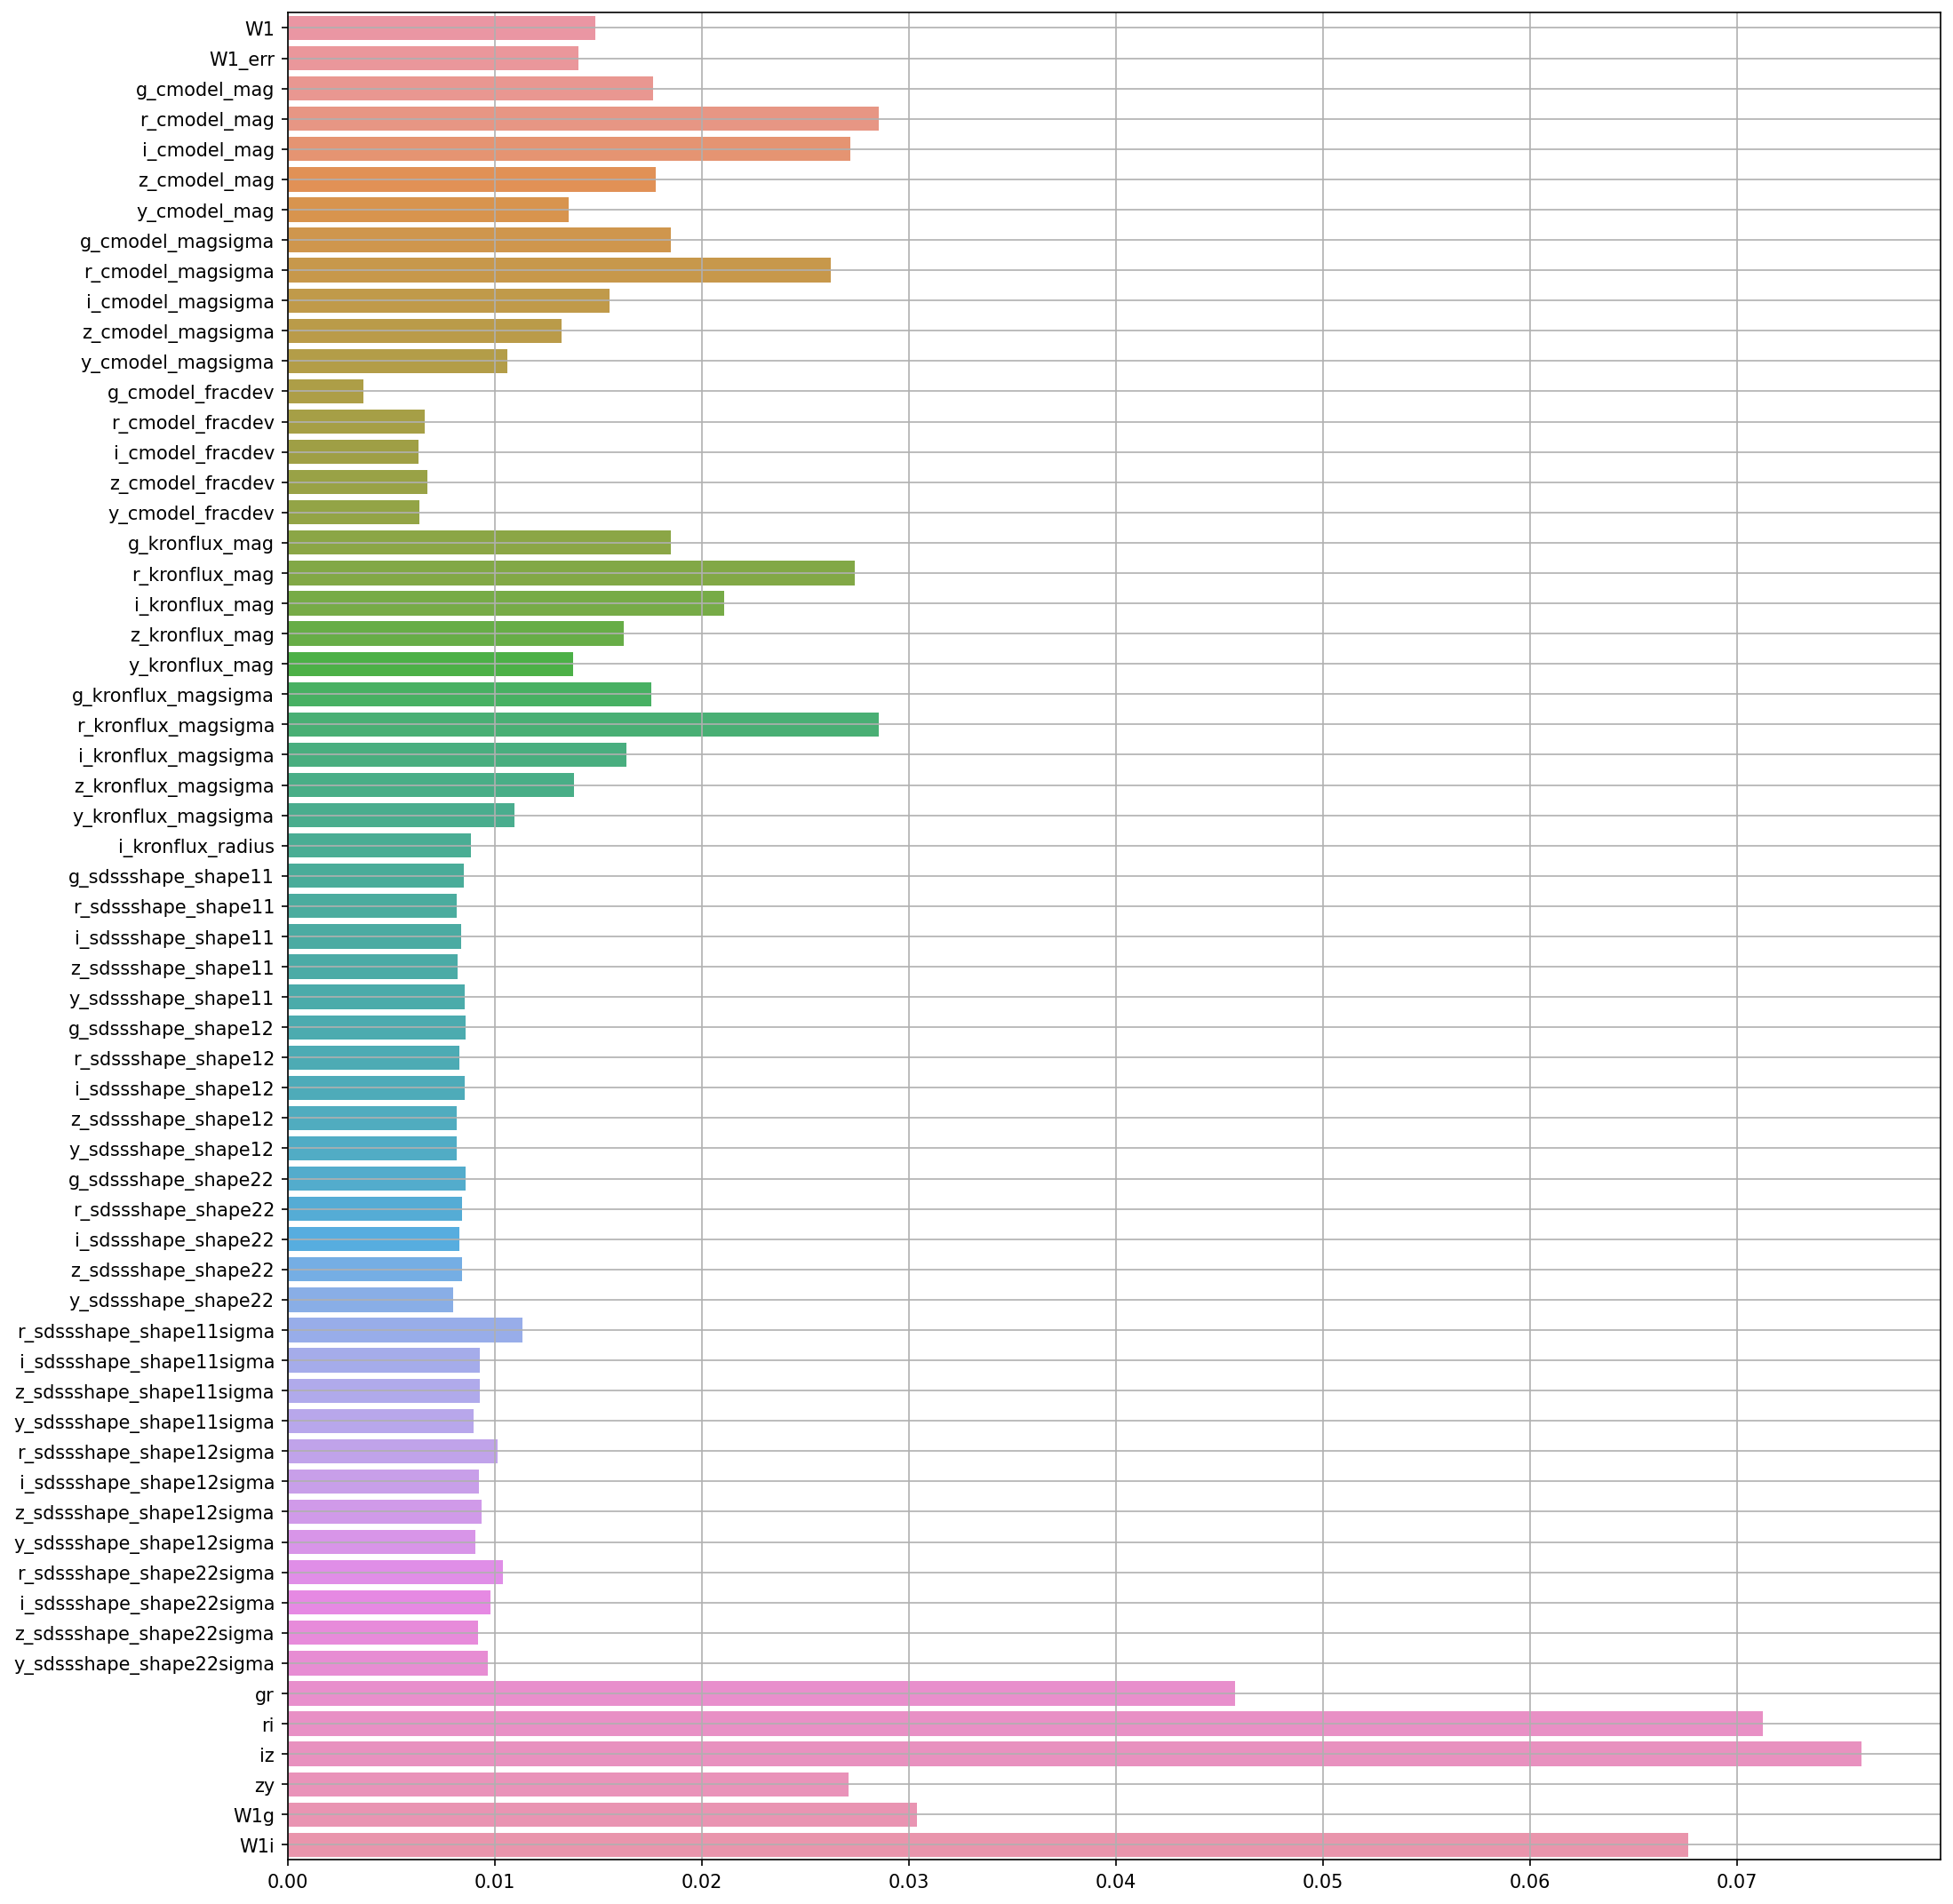 W1
W1_err
g_cmodel_mag
r_cmodel_mag
i_cmodel_mag
z_cmodel_mag
y_cmodel_mag
g_cmodel_magsigma
r_cmodel_magsigma
i_cmodel_magsigma
z_cmodel_magsigma
y_cmodel_magsigma
g_cmodel_fracdev
r_cmodel_fracdev
i_cmodel_fracdev
z_cmodel_fracdev
y_cmodel_fracdev
g_kronflux_mag
r_kronflux_mag
i_kronflux_mag
z_kronflux_mag
y_kronflux_mag
g_kronflux_magsigma
r_kronflux_magsigma
i_kronflux_magsigma
z_kronflux_magsigma
y_kronflux_magsigma
i_kronflux_radius
g_sdssshape_shape11
r_sdssshape_shape11
i_sdssshape_shape11
z_sdssshape_shape11
y_sdssshape_shape11
g_sdssshape_shape12
r_sdssshape_shape12
i_sdssshape_shape12
z_sdssshape_shape12
y_sdssshape_shape12
g_sdssshape_shape22
r_sdssshape_shape22
i_sdssshape_shape22
z_sdssshape_shape22
y_sdssshape_shape22
r_sdssshape_shape11sigma
i_sdssshape_shape11sigma
z_sdssshape_shape11sigma
y_sdssshape_shape11sigma
r_sdssshape_shape12sigma
i_sdssshape_shape12sigma
z_sdssshape_shape12sigma
y_sdssshape_shape12sigma
r_sdssshape_shape22sigma
i_sdssshape_shape22sigma
z_sdssshape_shape22sigma
y_sdssshape_shape22sigma
gr
ri
iz
zy
W1g
W1i
0.00 0.01 0.02 0.03 0.04 0.05 0.06 0.07